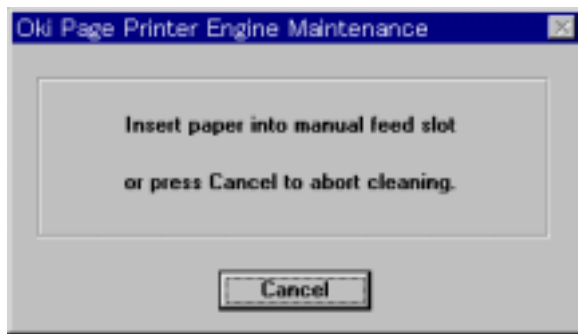 Oki Page Printer Engine Maintenance
Insert paper into manual feed slot
or press Cancel to abort cleaning.
Cancel